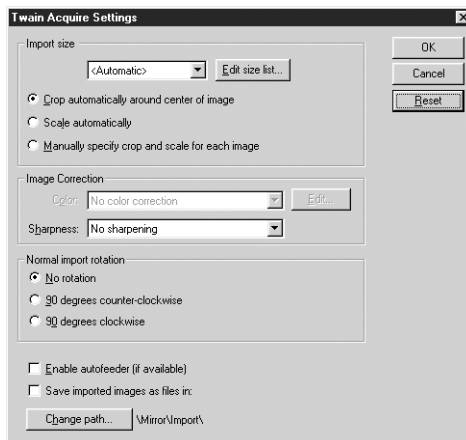 Twain Acquire Settings
Import size
<Automatic>
Edit size list...
Crop automatically around center of image
Scale automatically
Manually specify crop and scale for each image
OK
Cancel
Reset
Image Correction
Color: No color correction
Edit...
Sharpness: No sharpening
Normal import rotation
No rotation
90 degrees counter-clockwise
90 degrees clockwise
Enable autofeeder (if available)
Save imported images as files in:
Change path... \Mirror\Import\